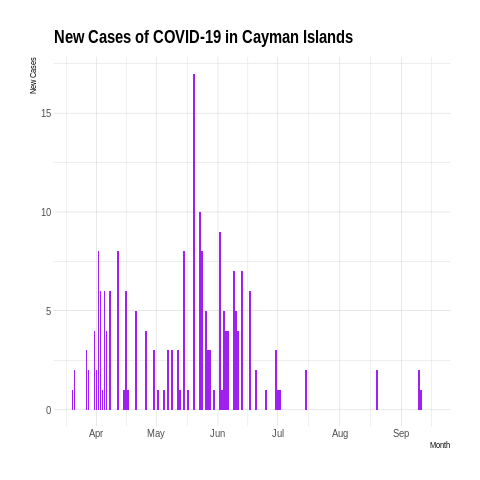 New Cases of COVID-19 in Cayman Islands
New Cases
15
10
5
0
Apr May Jun Jul Aug Sep
Month